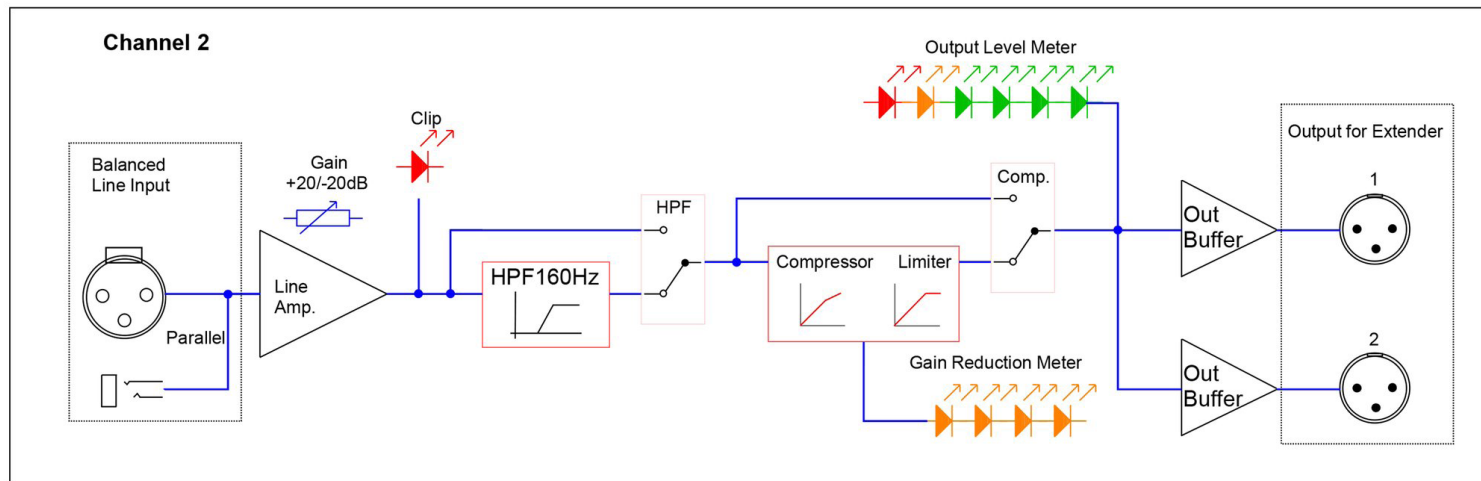 Channel 2
Output Level Meter
Clip
Output for Extender
Balanced
Line Input
Gain
+20/-20dB
Comp.
1
HPF
Out
Buffer
Line
Amp.
HPF160Hz
Compressor
Limiter
Parallel
2
Gain Reduction Meter
Out
Buffer